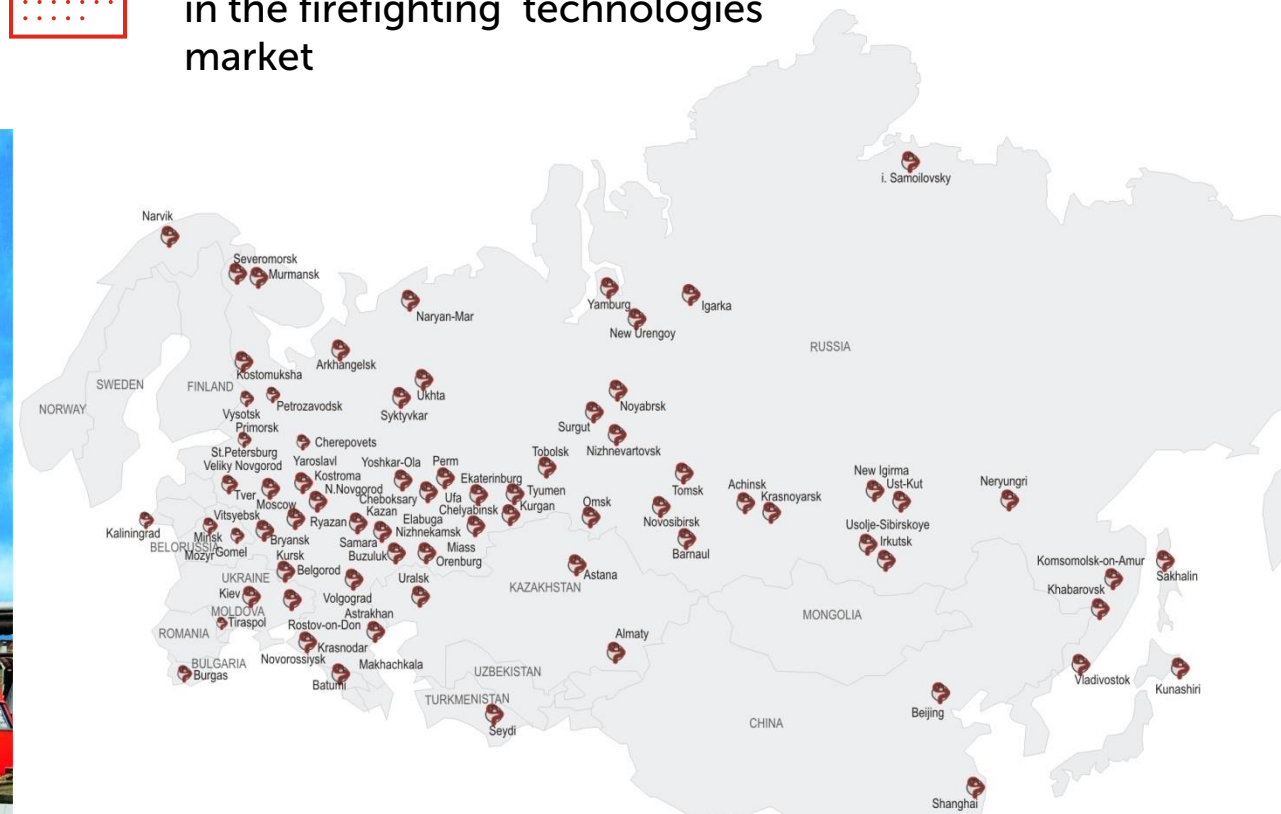 in the firefighting technologies
market
i. Samoilovsky
Narvik
Severomorsk
Murmansk
Naryan-Mar
Yamburg
Igarka
New Urengoy
RUSSIA
Arkhangelsk
Kostomuksha
SWEDEN
FINLAND
NORWAY
Ukhta
Syktyvkar
Petrozavodsk
Vysotsk
Primorsk
Noyabrsk
Surgut
Nizhnevartovsk
Cherepovets
St.Petersburg
Veliky Novgorod
Yaroslavl
Yoshkar-Ola
Perm
Tobolsk
Kostroma
Ekaterinburg
N.Novgorod
Cheboksary
Ufa
Tyumen
Tver
Moscow
Kazan
Chelyabinsk
Kurgan
Omsk
Tomsk
Achinsk
Krasnoyarsk
New Igirma
Ust-Kut
Neryungri
Vitsyebsk
Ryazan
Elabuga
Nizhnekamsk
Novosibirsk
Usolje-Sibirskoye
Kaliningrad
Minsk
BELORUSSIA
Mozyr
Gomel
Bryansk
Samara
Buzuluk
Miass
Orenburg
Barnaul
Irkutsk
Kursk
Belgorod
UKRAINE
Kiev
Volgograd
Uralsk
KAZAKHSTAN
Astana
Komsomolsk-on-Amur
Sakhalin
Khabarovsk
MOLDOVA
Tiraspol
Astrakhan
Rostov-on-Don
MONGOLIA
ROMANIA
Krasnodar
Novorossiysk
Almaty
BULGARIA
Burgas
Makhachkala
Batumi
UZBEKISTAN
TURKMENISTAN
Seydi
Vladivostok
Kunashiri
Beijing
CHINA
Shanghai